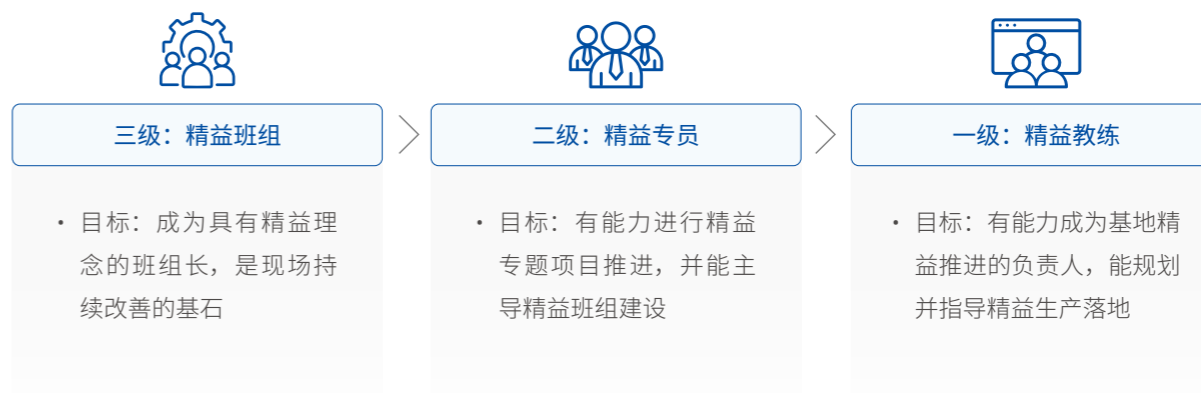 三级：精益班组
• 目标：成为具有精益理
念的班组长，是现场持
续改善的基石
二级：精益专员
• 目标：有能力进行精益
专题项目推进，并能主
导精益班组建设
一级：精益教练
• 目标：有能力成为基地精
益推进的负责人，能规划
并指导精益生产落地